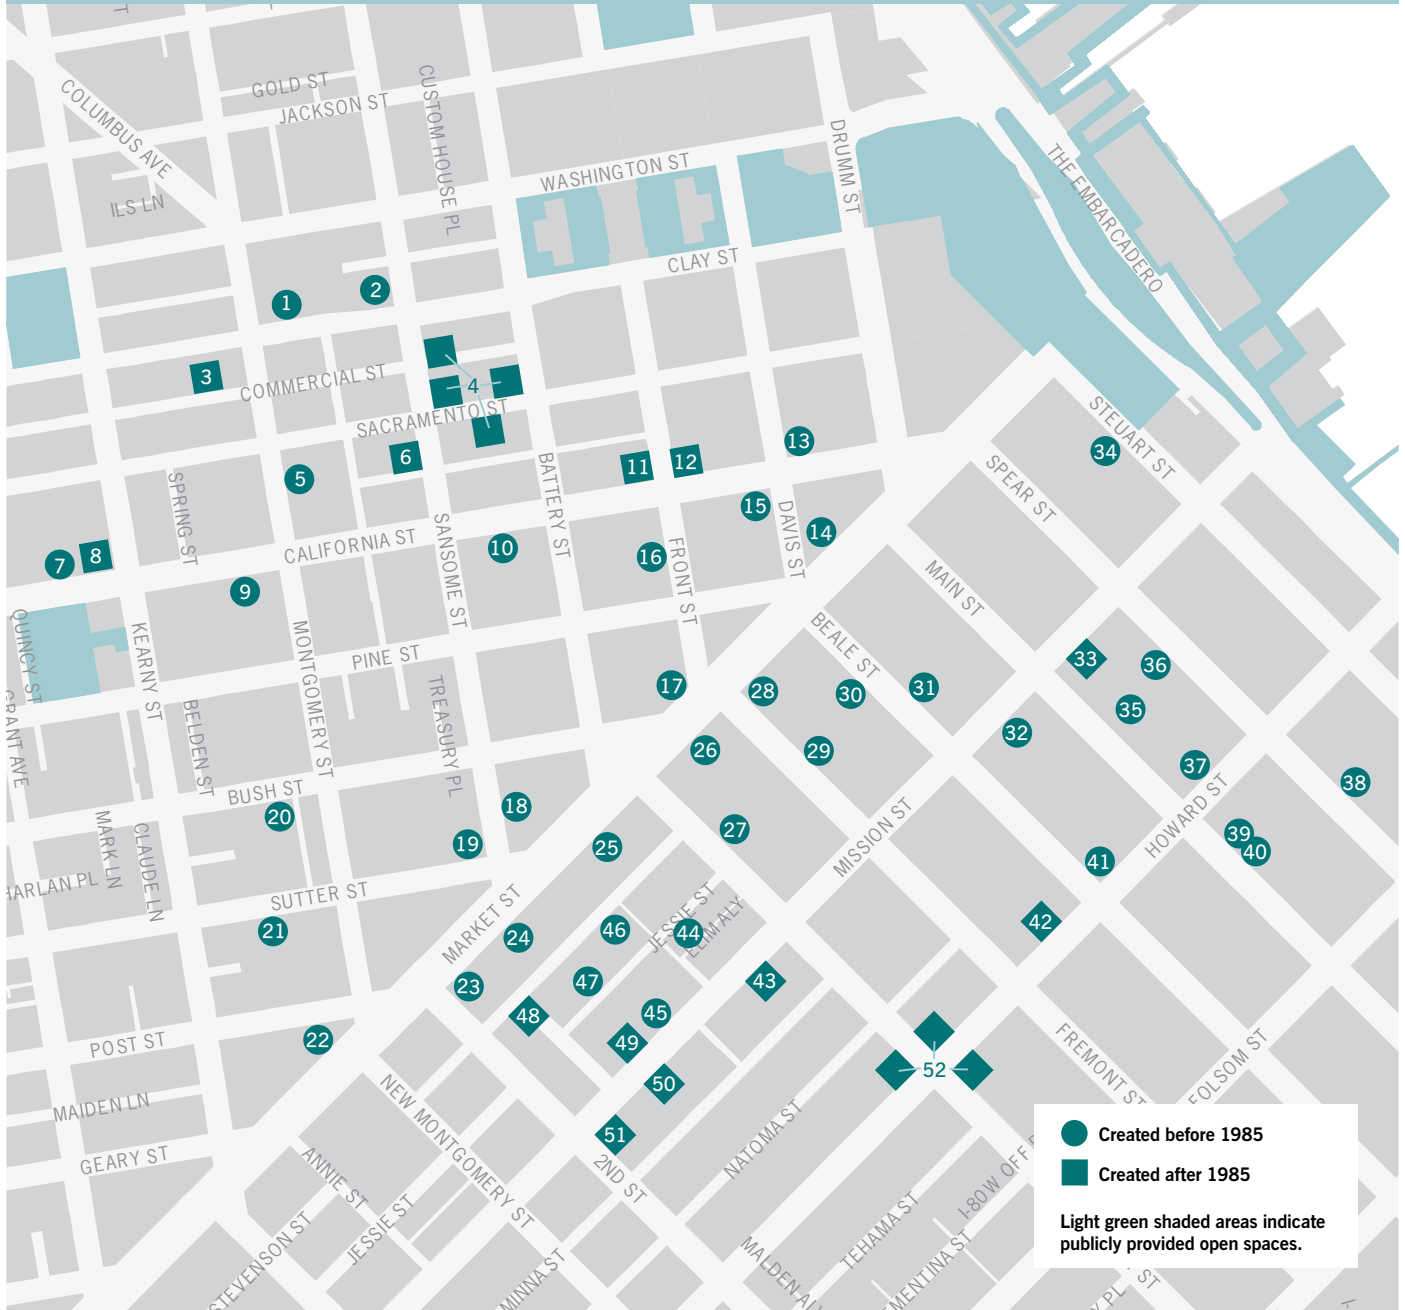 GOLD ST
JACKSON ST
COLUMBUS AVE
CUSTOM HOUSE PL
DRUMM ST
THE EMBARCADERO
WASHINGTON ST
ILS LN
CLAY ST
1
2
3
COMMERCIAL ST
4
SACRAMENTO ST
STEUART ST
13
34
5
6
11
12
SPRING ST
BATTERY ST
SPEAR ST
15
DAVIS ST
14
7
8
CALIFORNIA ST
SANSOME ST
10
16
FRONT ST
9
MAIN ST
QUINCY ST
KEARNY ST
MONTGOMERY ST
PINE ST
BEALE ST
33
36
GRANT AVE
BELDEN ST
TREASURY PL
17
28
30
31
35
26
29
32
37
38
BUSH ST
20
18
MARK LN
CLAUDE LN
19
25
27
MISSION ST
HOWARD ST
39
40
41
HARLAN PL
SUTTER ST
21
MARKET ST
24
46
JESSIE ST
44
ELIM ALY
42
23
47
43
48
45
22
POST ST
49
52
FREMONT ST
FOLSOM ST
50
NEW MONTGOMERY ST
MAIDEN LN
51
NATOMA ST
GEARY ST
ANNIE ST
2ND ST
JESSIE ST
STEVENSON ST
MINNA ST
MALDEN ALY
TEHAMA ST
I-80 W OFF
Created before 1985
Created after 1985
Light green shaded areas indicate
publicly provided open spaces.
EMENTINA ST
Y PL
ST